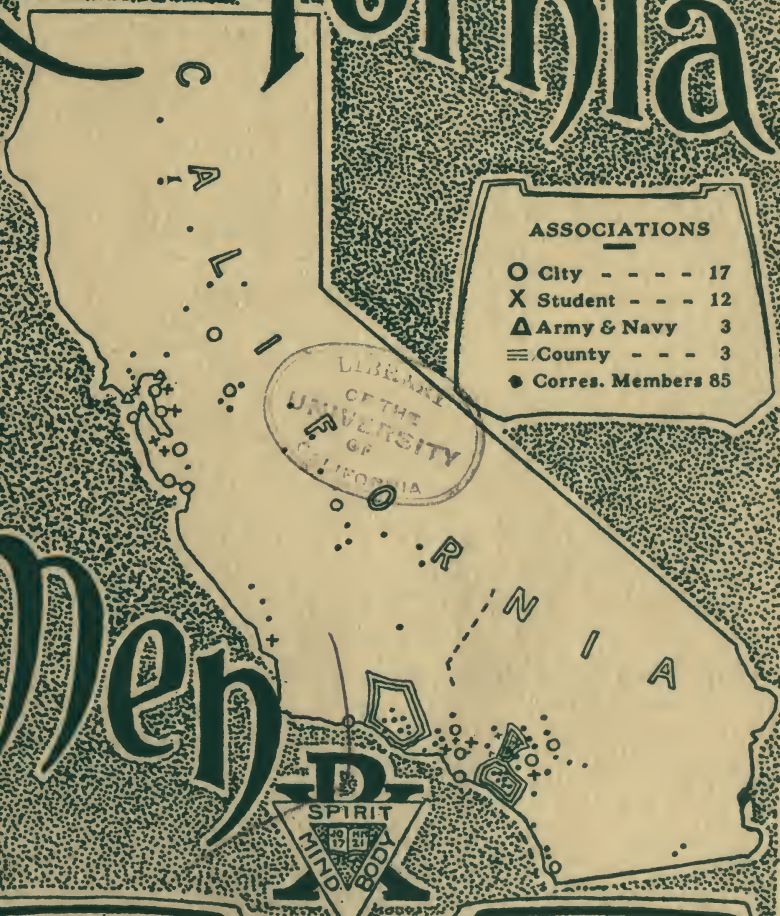 fornia
CALIFORNIA
ASSOCIATIONS
O City - - - - 17
X Student - - - 12
Δ Army & Navy 3
≡ County - - - 3
• Corres. Members 85
LIBRARY
OF THE
UNIVERSITY
OF
CALIFORNIA
Men
SPIRIT
MIND
BODY